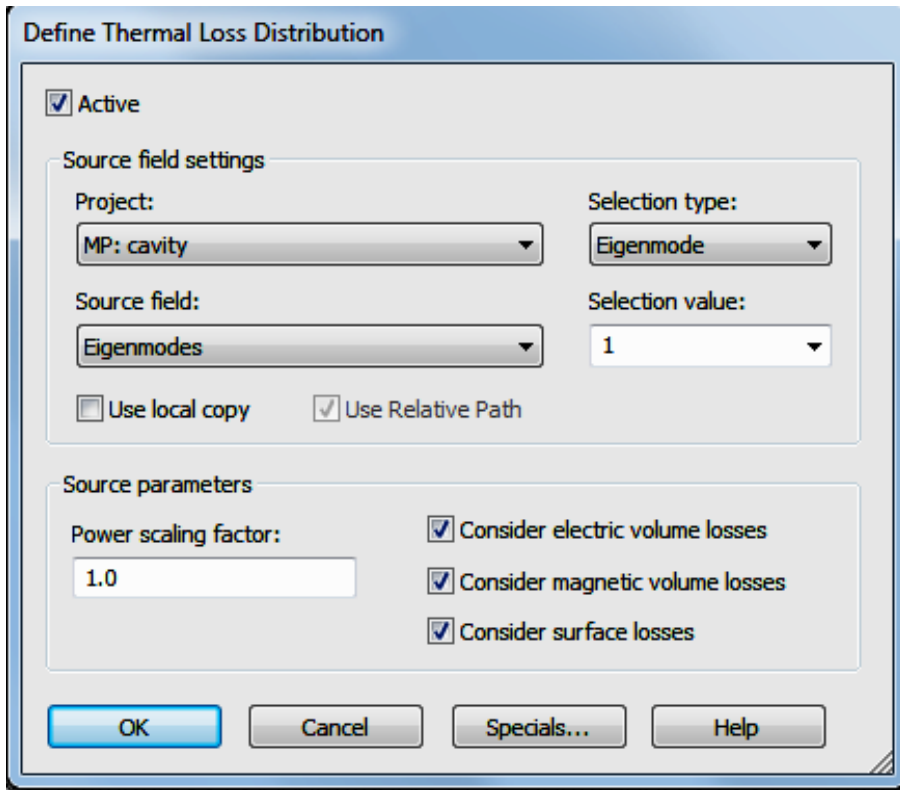 Define Thermal Loss Distribution
Active
Source field settings
Project:
Selection type:
MP: cavity
Eigenmode
Source field:
Selection value:
Eigenmodes
1
Use local copy
Use Relative Path
Source parameters
Power scaling factor:
Consider electric volume losses
1.0
Consider magnetic volume losses
Consider surface losses
OK
Cancel
Specials...
Help